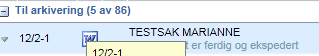 Til arkivering (5 av 86)
12/2-1 TESTSAK MARIANNE
12/2-1 t er ferdig og ekspedert